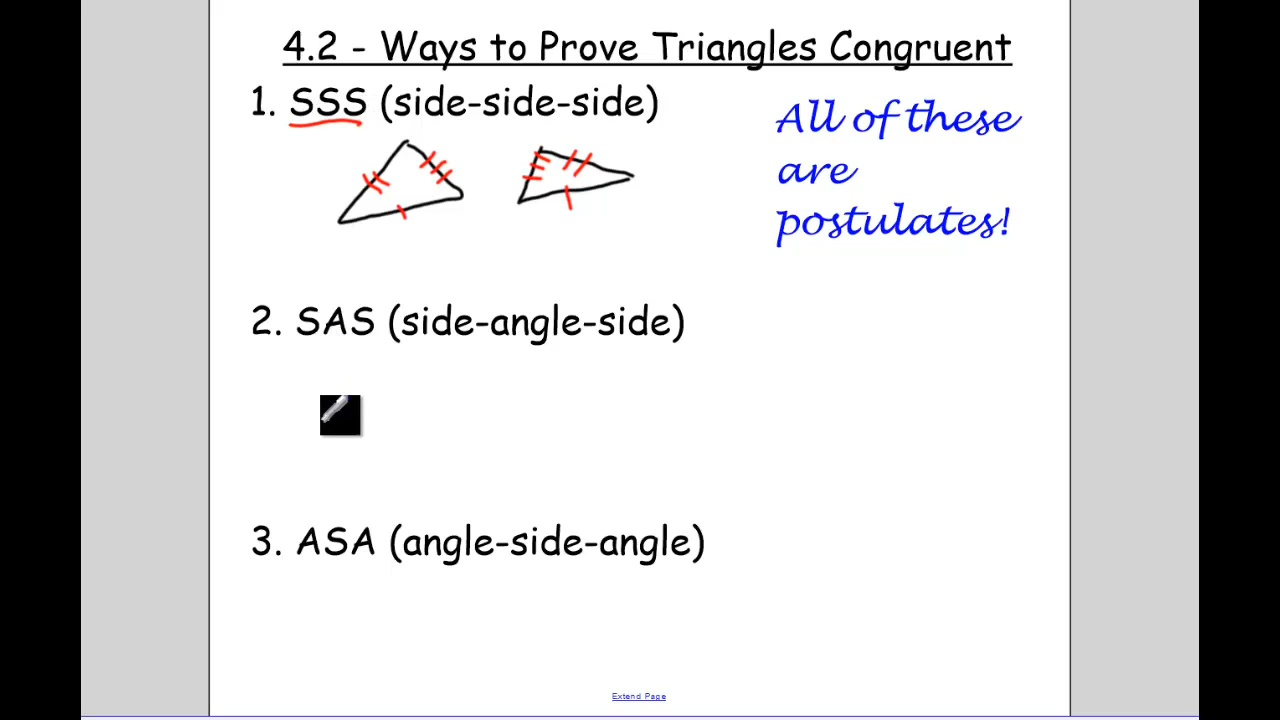 4.2 - Ways to Prove Triangles Congruent
1. SSS (side-side-side)
All of these
are
postulates!
2. SAS (side-angle-side)
3. ASA (angle-side-angle)
Extend Page